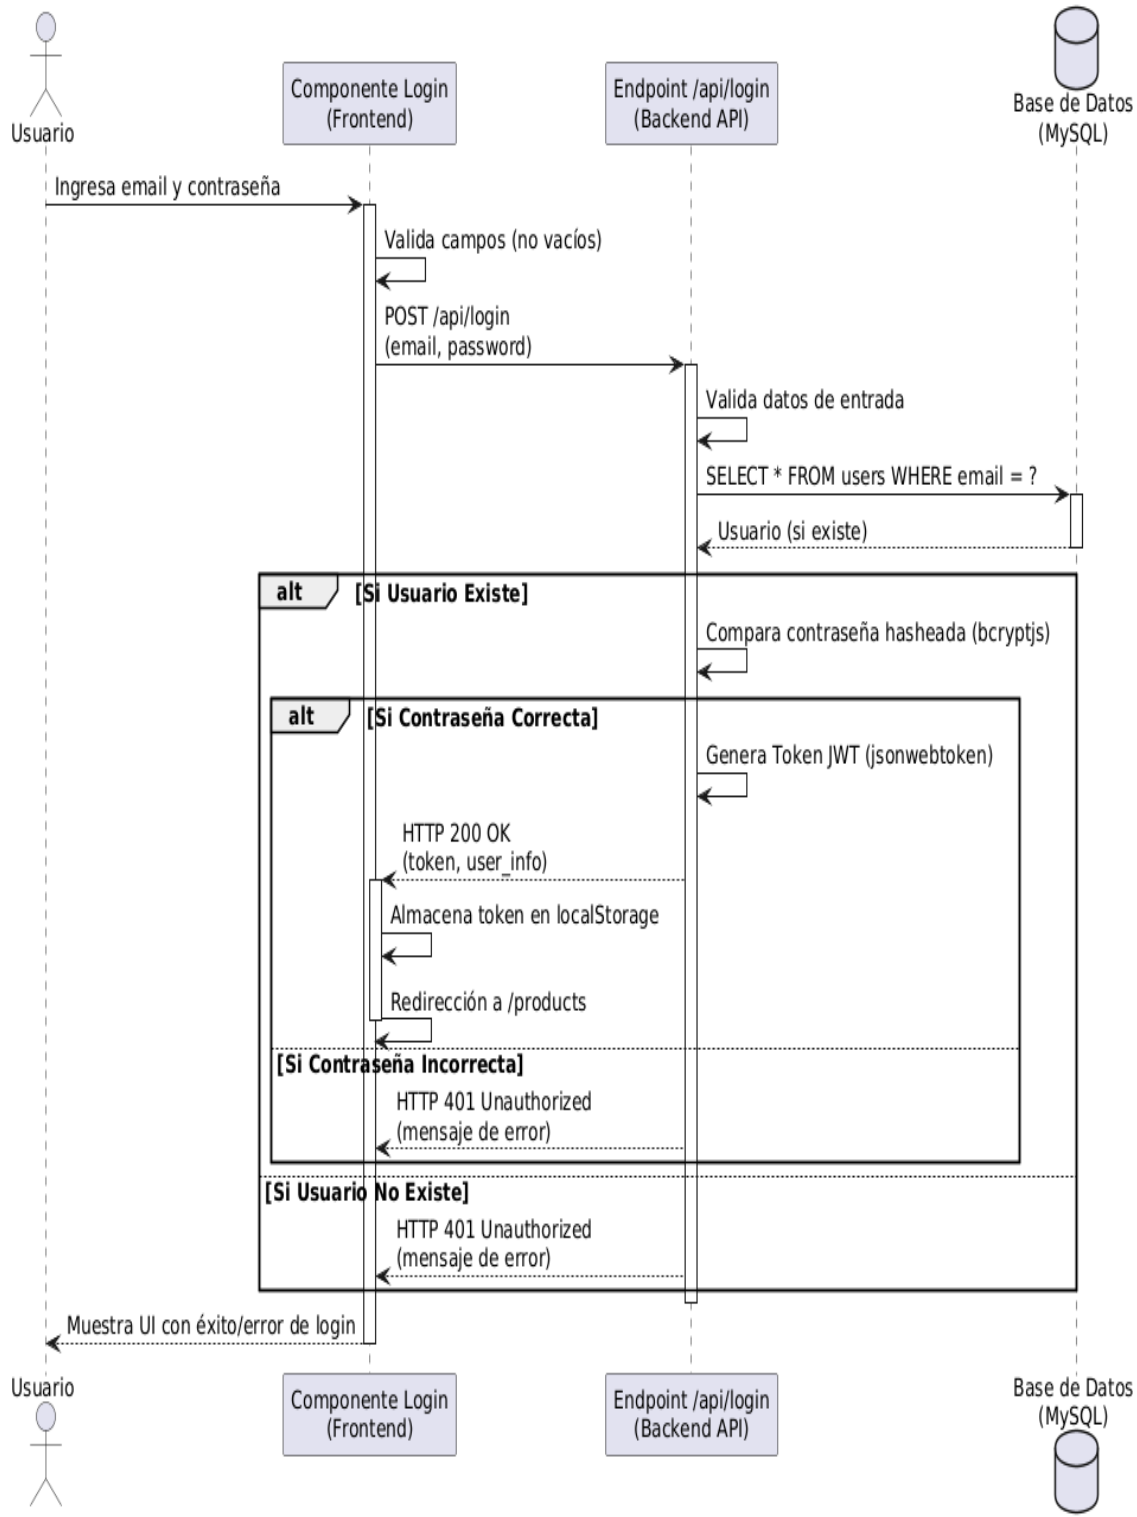 Usuario
Componente Login
(Frontend)
Endpoint /api/login
(Backend API)
Base de Datos
(MySQL)
Ingresa email y contraseña
Valida campos (no vacíos)
POST /api/login
(email, password)
Valida datos de entrada
SELECT * FROM users WHERE email = ?
Usuario (si existe)
alt
[Si Usuario Existe]
Compara contraseña hasheada (bcryptjs)
alt
[Si Contraseña Correcta]
Genera Token JWT (jsonwebtoken)
HTTP 200 OK
(token, user_info)
Almacena token en localStorage
Redirección a /products
[Si Contraseña Incorrecta]
HTTP 401 Unauthorized
(mensaje de error)
[Si Usuario No Existe]
HTTP 401 Unauthorized
(mensaje de error)
Muestra UI con éxito/error de login
Usuario
Componente Login
(Frontend)
Endpoint /api/login
(Backend API)
Base de Datos
(MySQL)